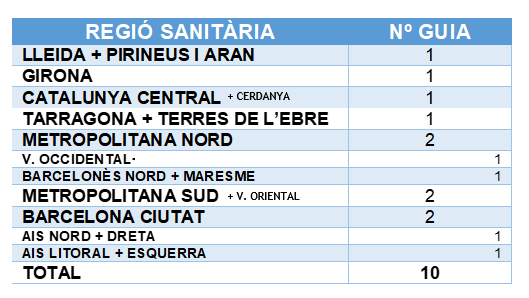 REGIÓ SANITÀRIA Nº GUIA
LLEIDA + PIRINEUS I ARAN 1
GIRONA 1
CATALUNYA CENTRAL + CERDANYA 1
TARRAGONA + TERRES DE L’EBRE 1
METROPOLITANA NORD 2
V. OCCIDENTAL· 1
BARCELONÈS NORD + MARESME 1
METROPOLITANA SUD + V. ORIENTAL 2
BARCELONA CIUTAT 2
AIS NORD + DRETA 1
AIS LITORAL + ESQUERRA 1
TOTAL 10